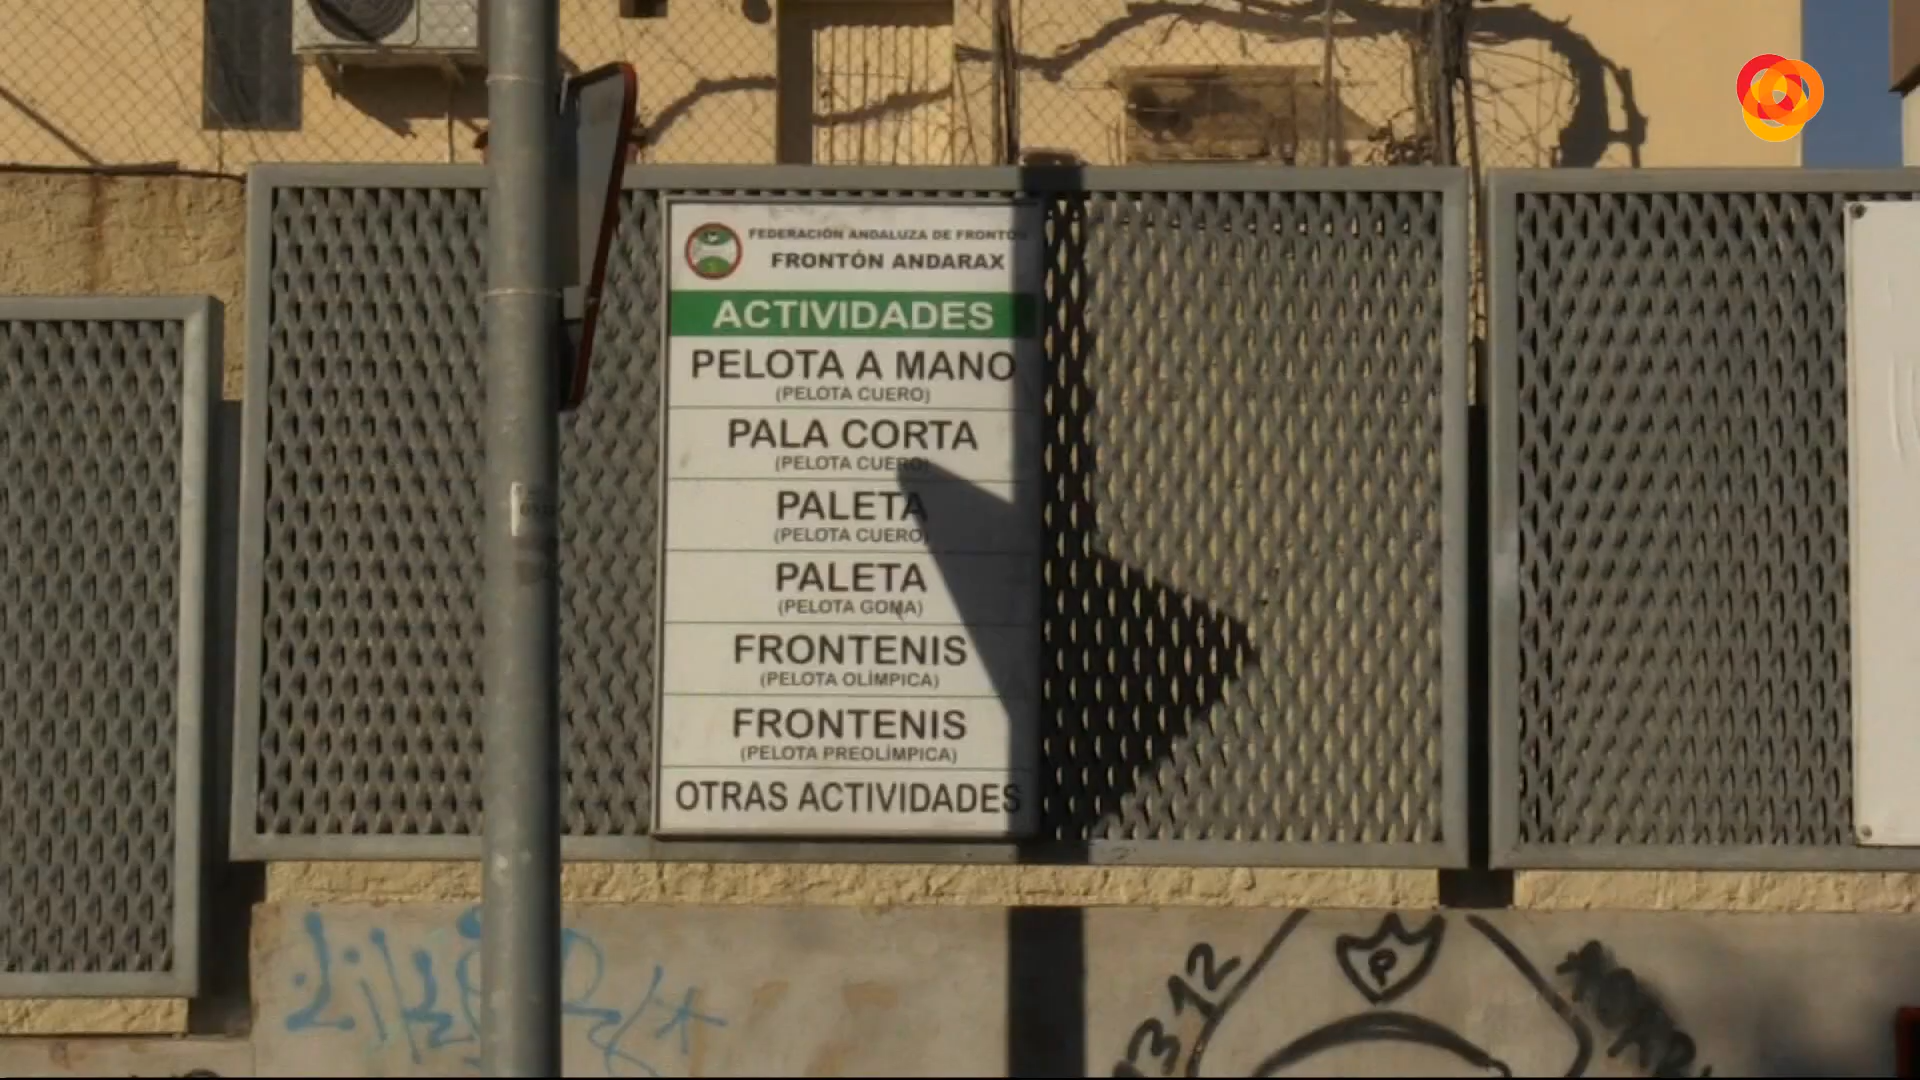 FEDERACIÓN ANDALUZA DE FRONTÓN
FRONTÓN ANDARAX
ACTIVIDADES
PELOTA A MANO
(PELOTA CUERO)
PALA CORTA
(PELOTA CUERO)
PALETA
(PELOTA CUERO)
PALETA
(PELOTA GOMA)
FRONTENIS
(PELOTA OLÍMPICA)
FRONTENIS
(PELOTA PREOLÍMPICA)
OTRAS ACTIVIDADES
P
1312